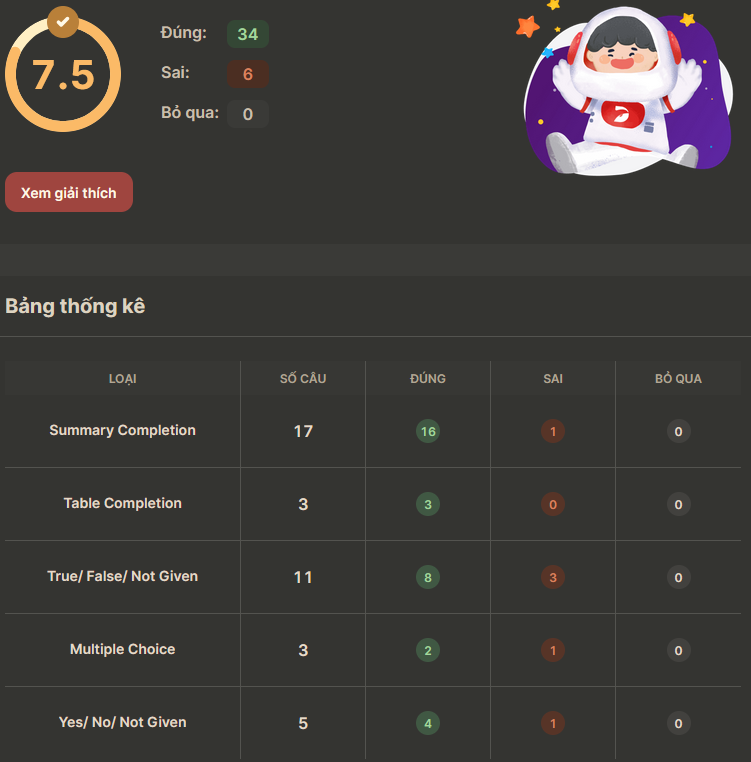 7.5
Đúng: 34
Sai: 6
Bỏ qua: 0
Xem giải thích
Bảng thống kê
LOẠI SỐ CÂU ĐÚNG SAI BỎ QUA
Summary Completion 17 16 1 0
Table Completion 3 3 0 0
True/ False/ Not Given 11 8 3 0
Multiple Choice 3 2 1 0
Yes/ No/ Not Given 5 4 1 0